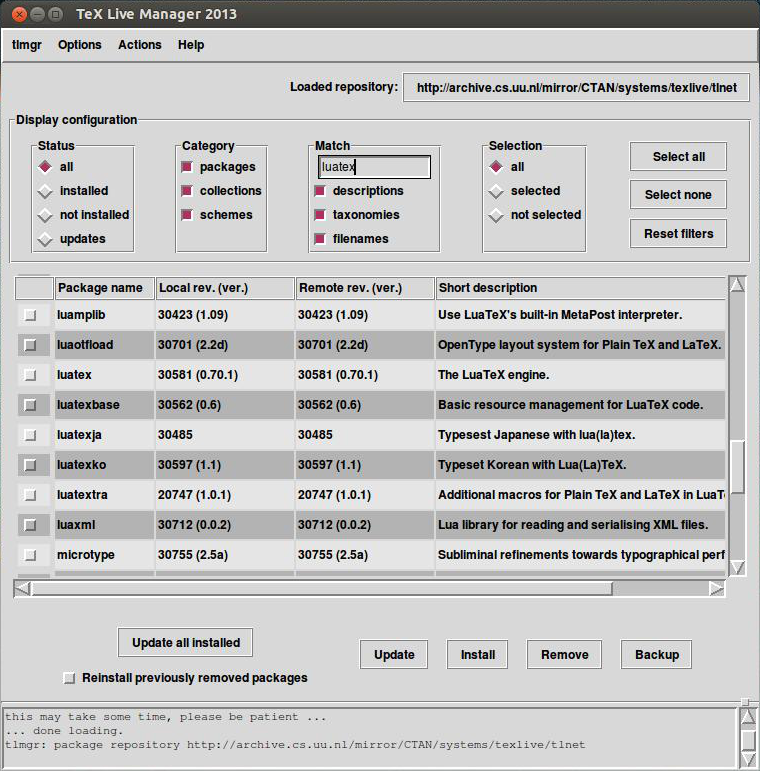 TeX Live Manager 2013
tlmgr Options Actions Help
Loaded repository: http://archive.cs.uu.nl/mirror/CTAN/systems/texlive/tlnet
Display configuration
Status Category Match Selection
all packages luatex all Select all
installed collections descriptions selected Select none
not installed schemes taxonomies not selected
updates filenames Reset filters
Package name Local rev. (ver.) Remote rev. (ver.) Short description
luamplib 30423 (1.09) 30423 (1.09) Use LuaTeX's built-in MetaPost interpreter.
luaotfload 30701 (2.2d) 30701 (2.2d) OpenType layout system for Plain TeX and LaTeX.
luatex 30581 (0.70.1) 30581 (0.70.1) The LuaTeX engine.
luatexbase 30562 (0.6) 30562 (0.6) Basic resource management for LuaTeX code.
luatexja 30485 30485 Typesest Japanese with lua(la)tex.
luatexko 30597 (1.1) 30597 (1.1) Typeset Korean with Lua(La)TeX.
luatextra 20747 (1.0.1) 20747 (1.0.1) Additional macros for Plain TeX and LaTeX in LuaT
luaxml 30712 (0.0.2) 30712 (0.0.2) Lua library for reading and serialising XML files.
microtype 30755 (2.5a) 30755 (2.5a) Subliminal refinements towards typographical perf
Update all installed Update Install Remove Backup
Reinstall previously removed packages
this may take some time, please be patient ...
... done loading.
tlmgr: package repository http://archive.cs.uu.nl/mirror/CTAN/systems/texlive/tlnet